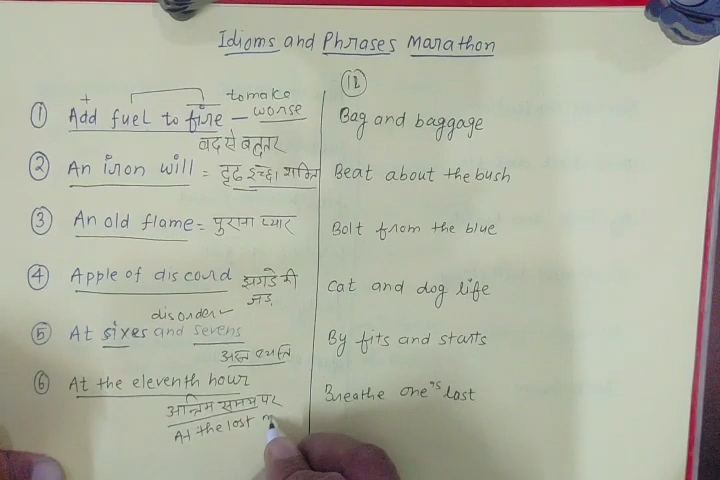 Idioms and Phrases Marathon
12
① Add fuel to fire — to make worse
बद से बदतर
② An iron will = दृढ इच्छा शक्ति
③ An old flame = पुराना प्यार
④ Apple of discord झगडे की
जड़
disorder
⑤ At sixes and sevens
अस्त व्यस्त
⑥ At the eleventh hour
अन्तिम समय पर
At the last
Bag and baggage
Beat about the bush
Bolt from the blue
Cat and dog life
By fits and starts
Breathe one's last